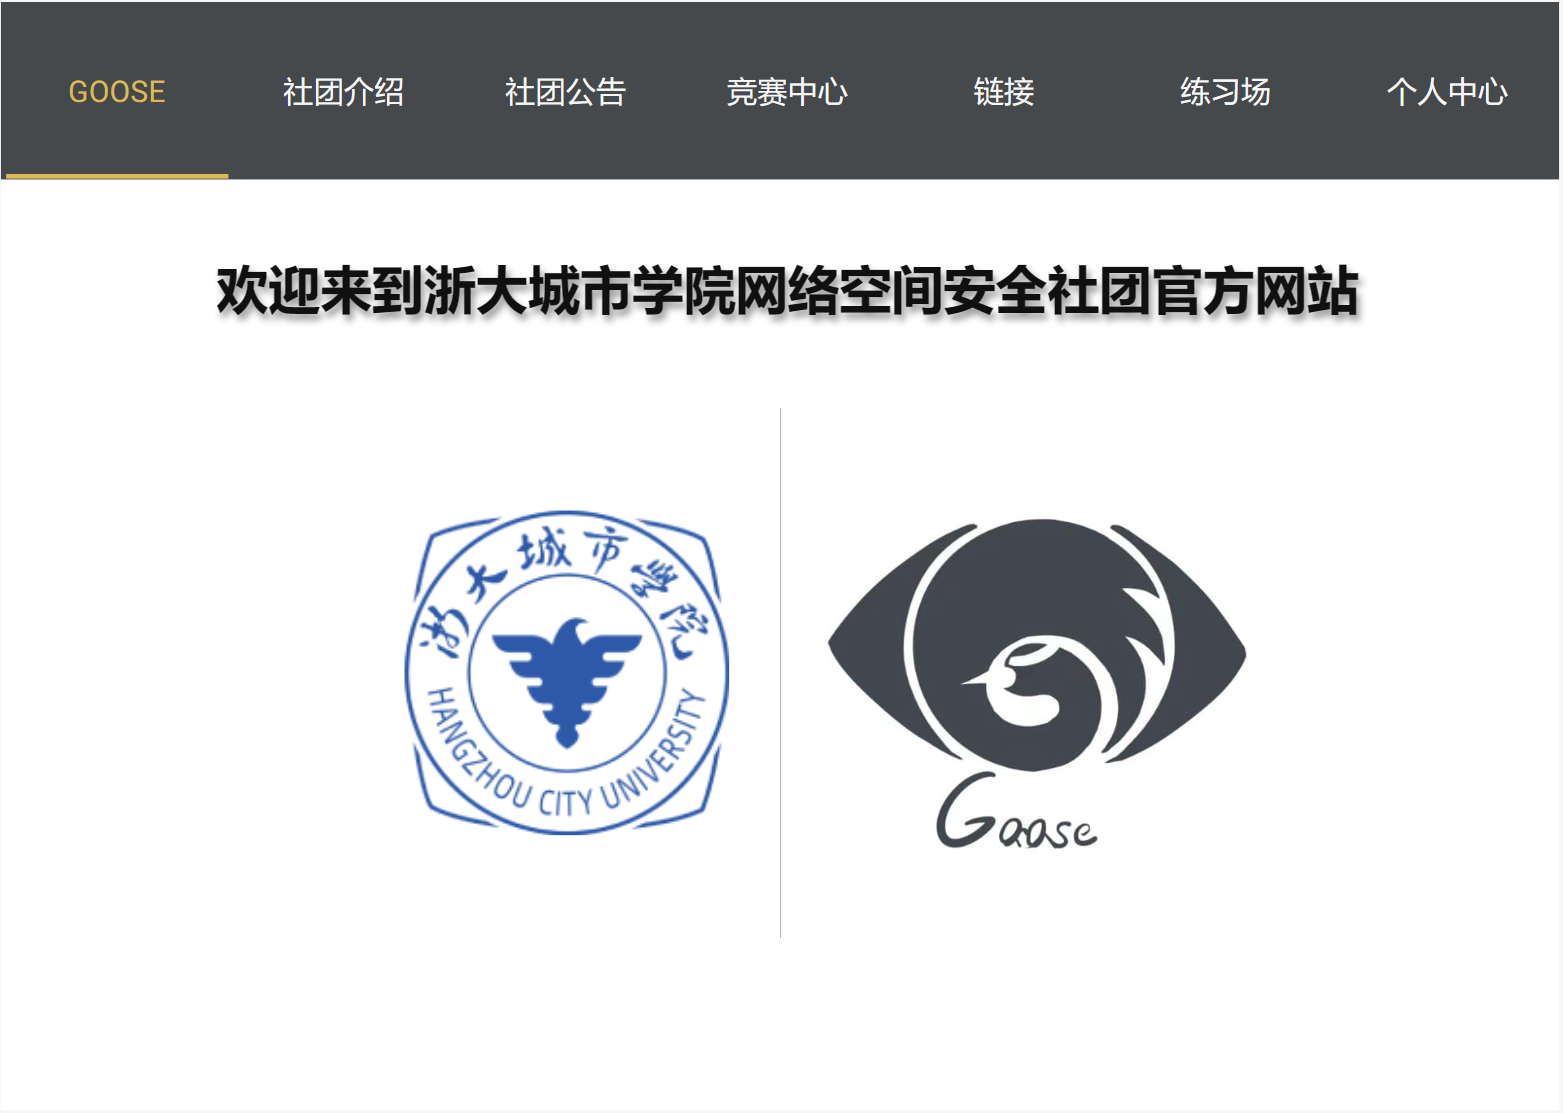 GOOSE 社团介绍 社团公告 竞赛中心 链接 练习场 个人中心
欢迎来到浙大城市学院网络空间安全社团官方网站
浙大城市學院
HANGZHOU CITY UNIVERSITY
Goose